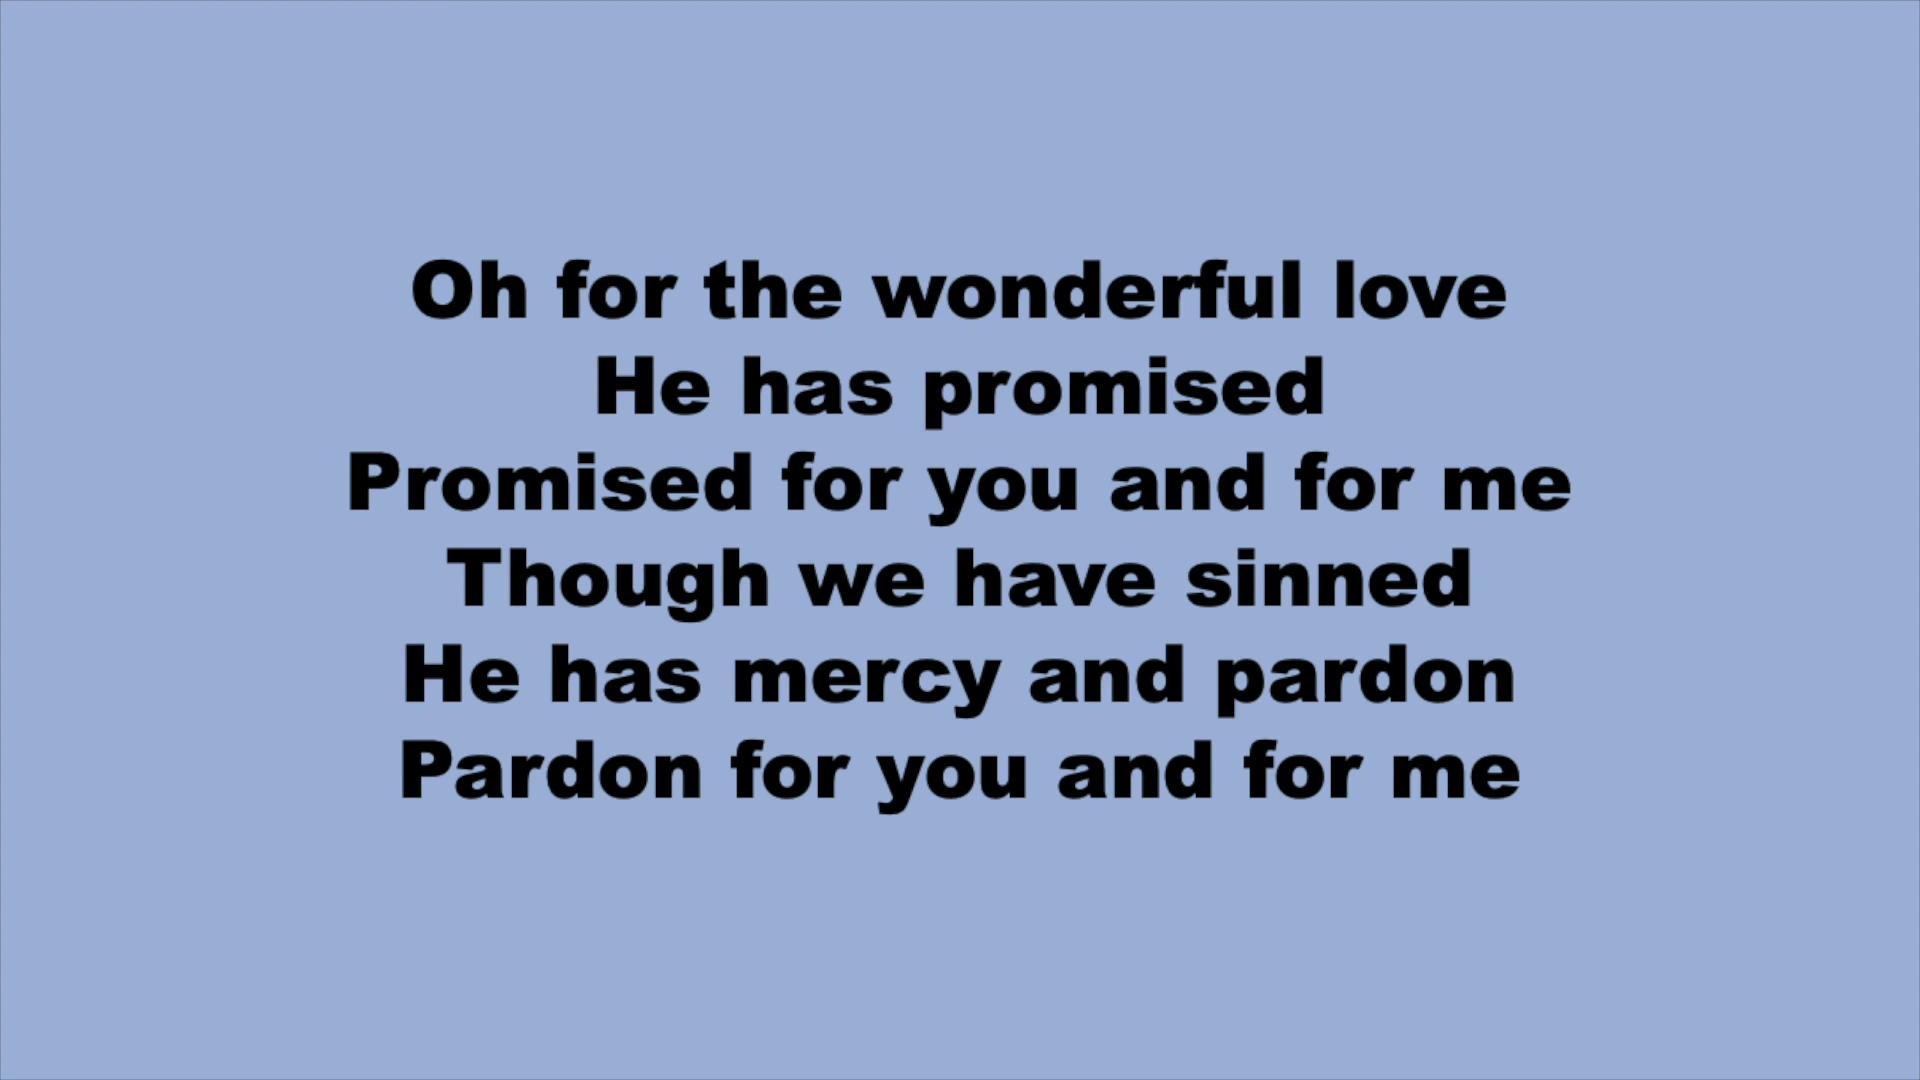 Oh for the wonderful love
He has promised
Promised for you and for me
Though we have sinned
He has mercy and pardon
Pardon for you and for me